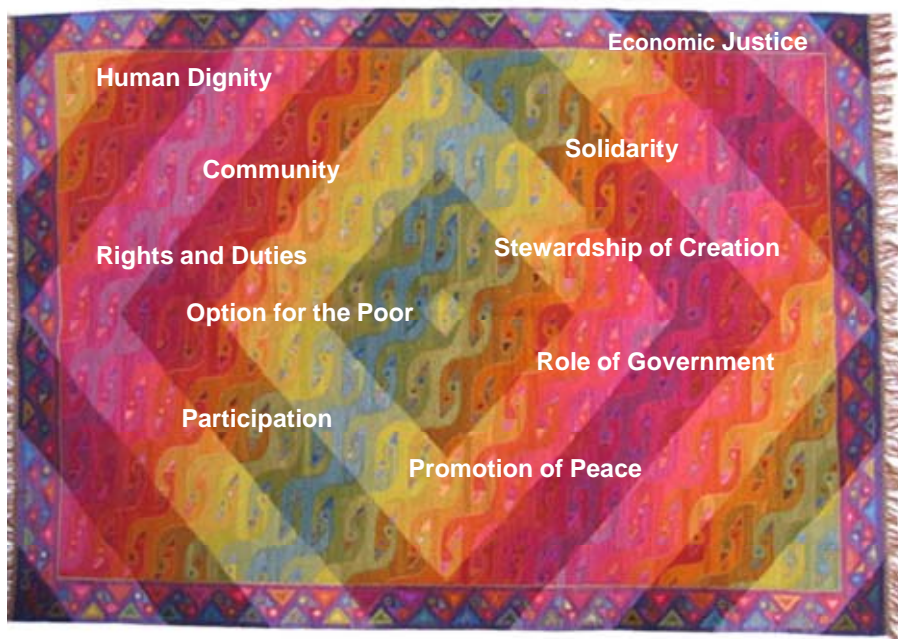 Economic Justice
Human Dignity
Solidarity
Community
Stewardship of Creation
Rights and Duties
Option for the Poor
Role of Government
Participation
Promotion of Peace